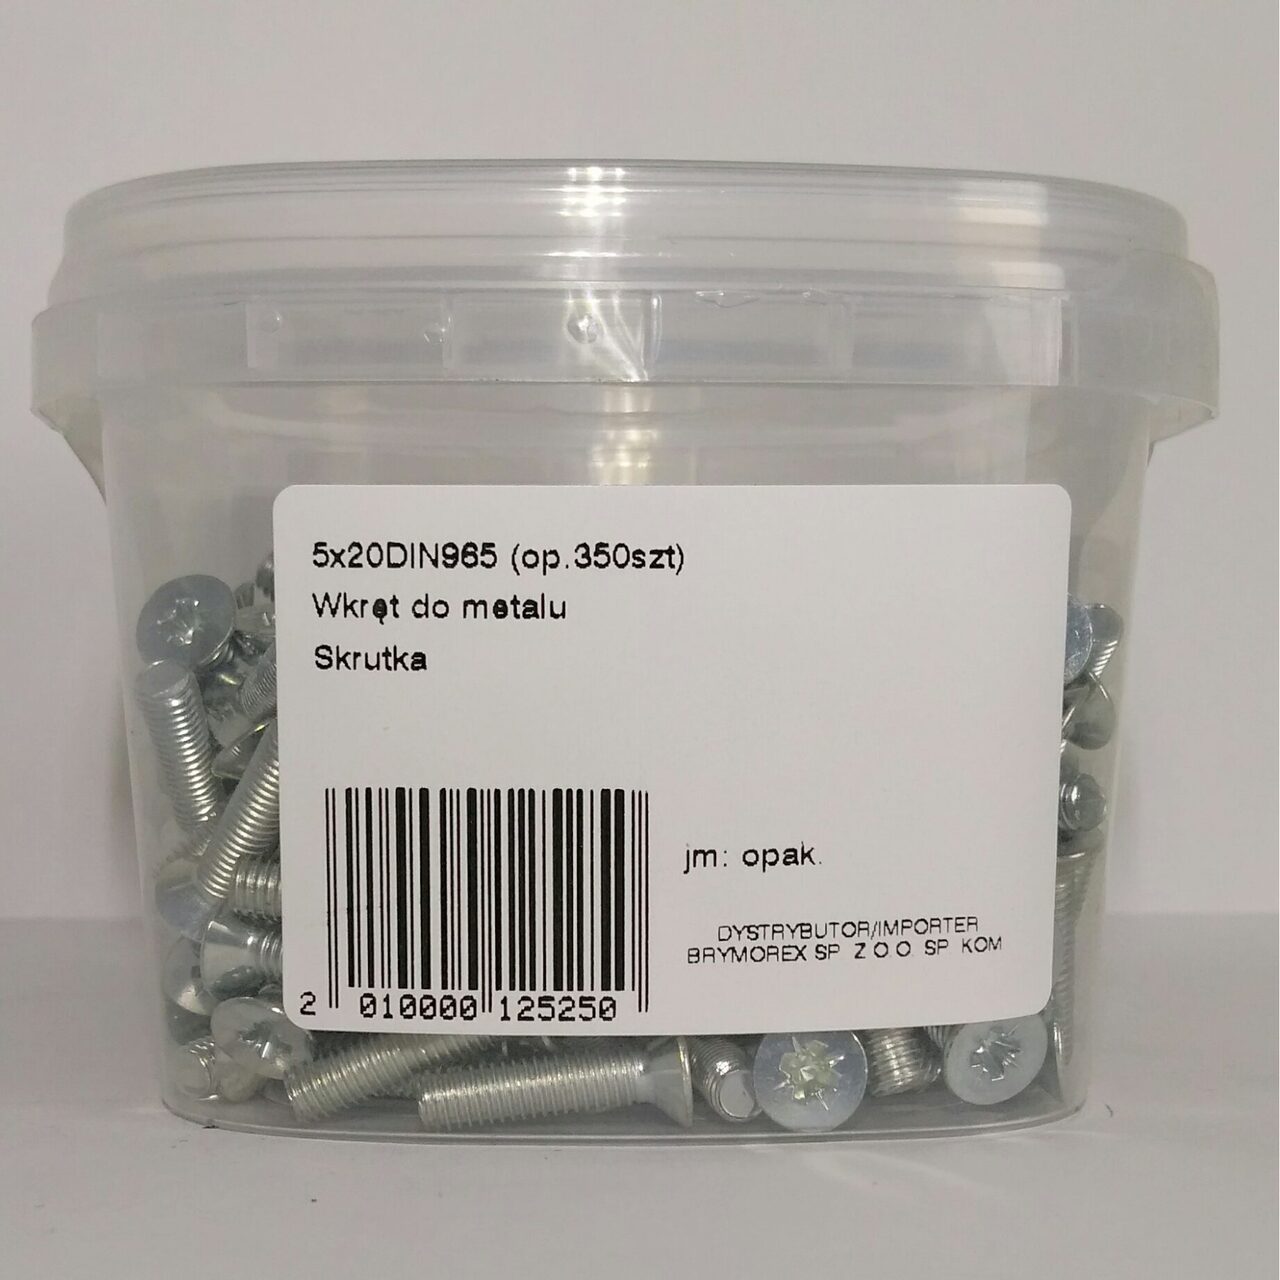 5x20DIN965 (op.350szt)
Wkręt do metalu
Skrutka
jm: opak.
DYSTRYBUTOR/IMPORTER
BRYMOREX SP. Z O.O. SP. KOM
2 010000 125250